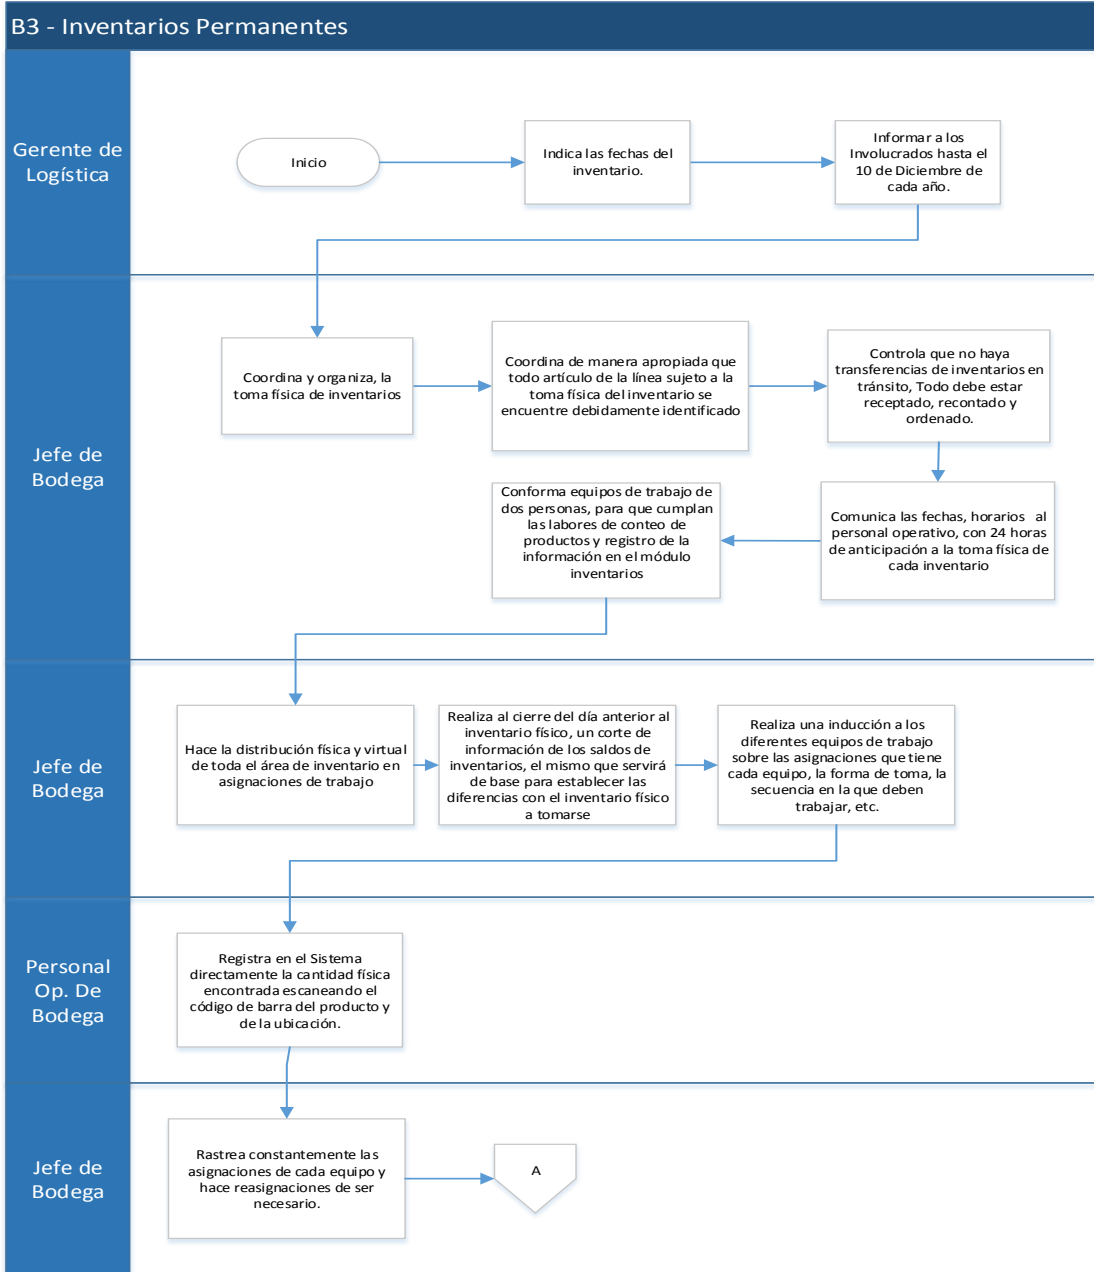 B3 - Inventarios Permanentes
Gerente de
Logística
Inicio
Indica las fechas del
inventario.
Informar a los
Involucrados hasta el
10 de Diciembre de
cada año.
Jefe de
Bodega
Coordina y organiza, la
toma física de inventarios
Coordina de manera apropiada que
todo artículo de la línea sujeto a la
toma física del inventario se
encuentre debidamente identificado
Controla que no haya
transferencias de inventarios en
tránsito, Todo debe estar
receptado, recontado y
ordenado.
Comunica las fechas, horarios al
personal operativo, con 24 horas
de anticipación a la toma física de
cada inventario
Conforma equipos de trabajo de
dos personas, para que cumplan
las labores de conteo de
productos y registro de la
información en el módulo
inventarios
Jefe de
Bodega
Hace la distribución física y virtual
de toda el área de inventario en
asignaciones de trabajo
Realiza al cierre del día anterior al
inventario físico, un corte de
información de los saldos de
inventarios, el mismo que servirá
de base para establecer las
diferencias con el inventario físico
a tomarse
Realiza una inducción a los
diferentes equipos de trabajo
sobre las asignaciones que tiene
cada equipo, la forma de toma, la
secuencia en la que deben
trabajar, etc.
Personal
Op. De
Bodega
Registra en el Sistema
directamente la cantidad física
encontrada escaneando el
código de barra del producto y
de la ubicación.
Jefe de
Bodega
Rastrea constantemente las
asignaciones de cada equipo y
hace reasignaciones de ser
necesario.
A